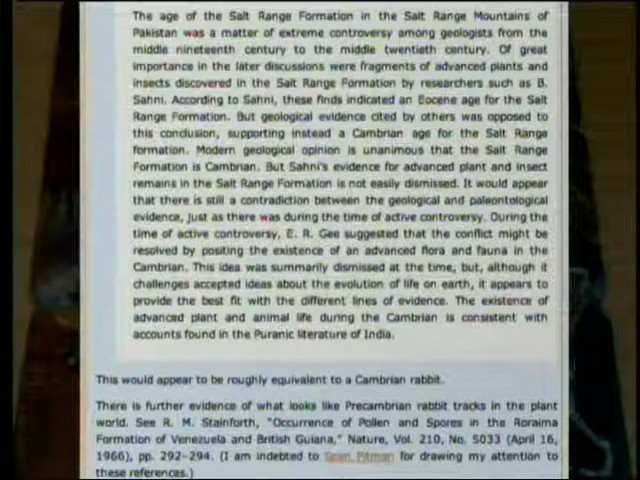 The age of the Salt Range Formation in the Salt Range Mountains of
Pakistan was a matter of extreme controversy among geologists from the
middle nineteenth century to the middle twentieth century. Of great
importance in the later discussions were fragments of advanced plants and
insects discovered in the Salt Range Formation by researchers such as B.
Sahni. According to Sahni, these finds indicated an Eocene age for the Salt
Range Formation. But geological evidence cited by others was opposed to
this conclusion, supporting instead a Cambrian age for the Salt Range
formation. Modern geological opinion is unanimous that the Salt Range
Formation is Cambrian. But Sahni's evidence for advanced plant and insect
remains in the Salt Range Formation is not easily dismissed. It would appear
that there is still a contradiction between the geological and paleontological
evidence, just as there was during the time of active controversy. During the
time of active controversy, E. R. Gee suggested that the conflict might be
resolved by positing the existence of an advanced flora and fauna in the
Cambrian. This idea was summarily dismissed at the time, but, although it
challenges accepted ideas about the evolution of life on earth, it appears to
provide the best fit with the different lines of evidence. The existence of
advanced plant and animal life during the Cambrian is consistent with
accounts found in the Puranic literature of India.
This would appear to be roughly equivalent to a Cambrian rabbit.
There is further evidence of what looks like Precambrian rabbit tracks in the plant
world. See R. M. Stainforth, "Occurrence of Pollen and Spores in the Roraima
Formation of Venezuela and British Guiana," Nature, Vol. 210, No. 5033 (April 16,
1966), pp. 292-294. (I am indebted to Sean Pitman for drawing my attention to
these references.)